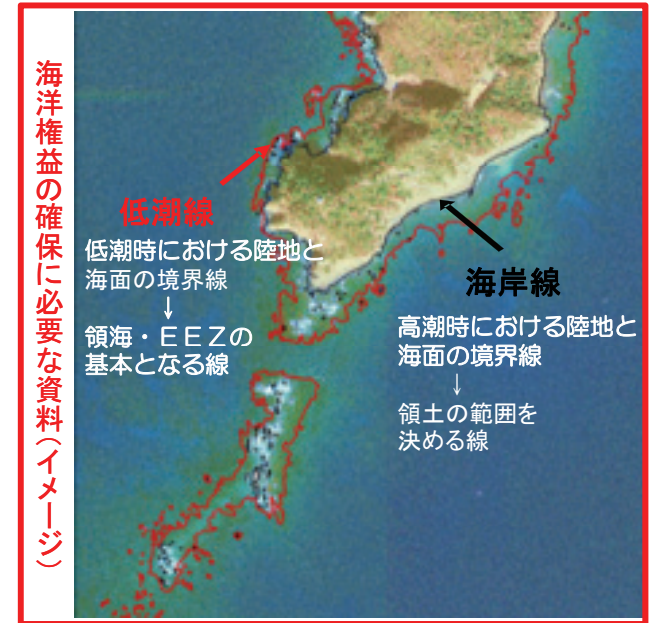 海洋権益の確保に必要な資料（イメージ）
低潮線
低潮時における陸地と
海面の境界線
↓
領海・ＥＥＺの
基本となる線
海岸線
高潮時における陸地と
海面の境界線
↓
領土の範囲を
決める線